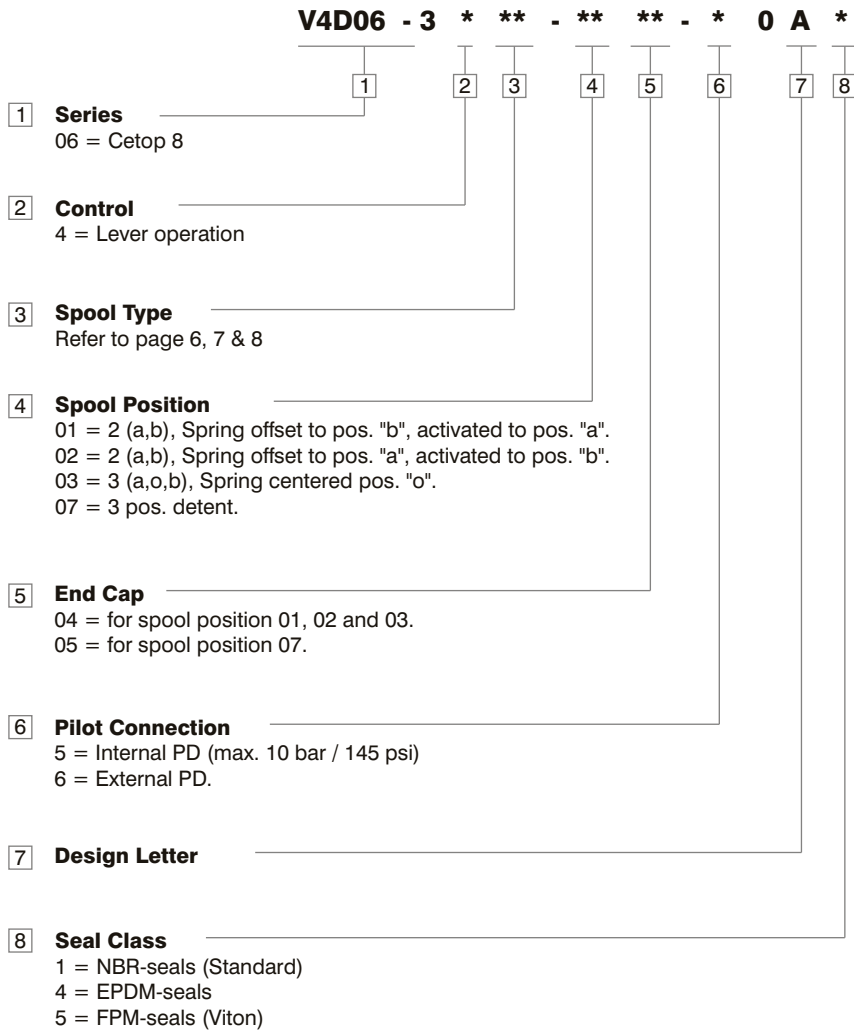 V4D06 - 3 * ** - ** ** - * 0 A *
1 2 3 4 5 6 7 8
1 Series
06 = Cetop 8
2 Control
4 = Lever operation
3 Spool Type
Refer to page 6, 7 & 8
4 Spool Position
01 = 2 (a,b), Spring offset to pos. "b", activated to pos. "a".
02 = 2 (a,b), Spring offset to pos. "a", activated to pos. "b".
03 = 3 (a,o,b), Spring centered pos. "o".
07 = 3 pos. detent.
5 End Cap
04 = for spool position 01, 02 and 03.
05 = for spool position 07.
6 Pilot Connection
5 = Internal PD (max. 10 bar / 145 psi)
6 = External PD.
7 Design Letter
8 Seal Class
1 = NBR-seals (Standard)
4 = EPDM-seals
5 = FPM-seals (Viton)